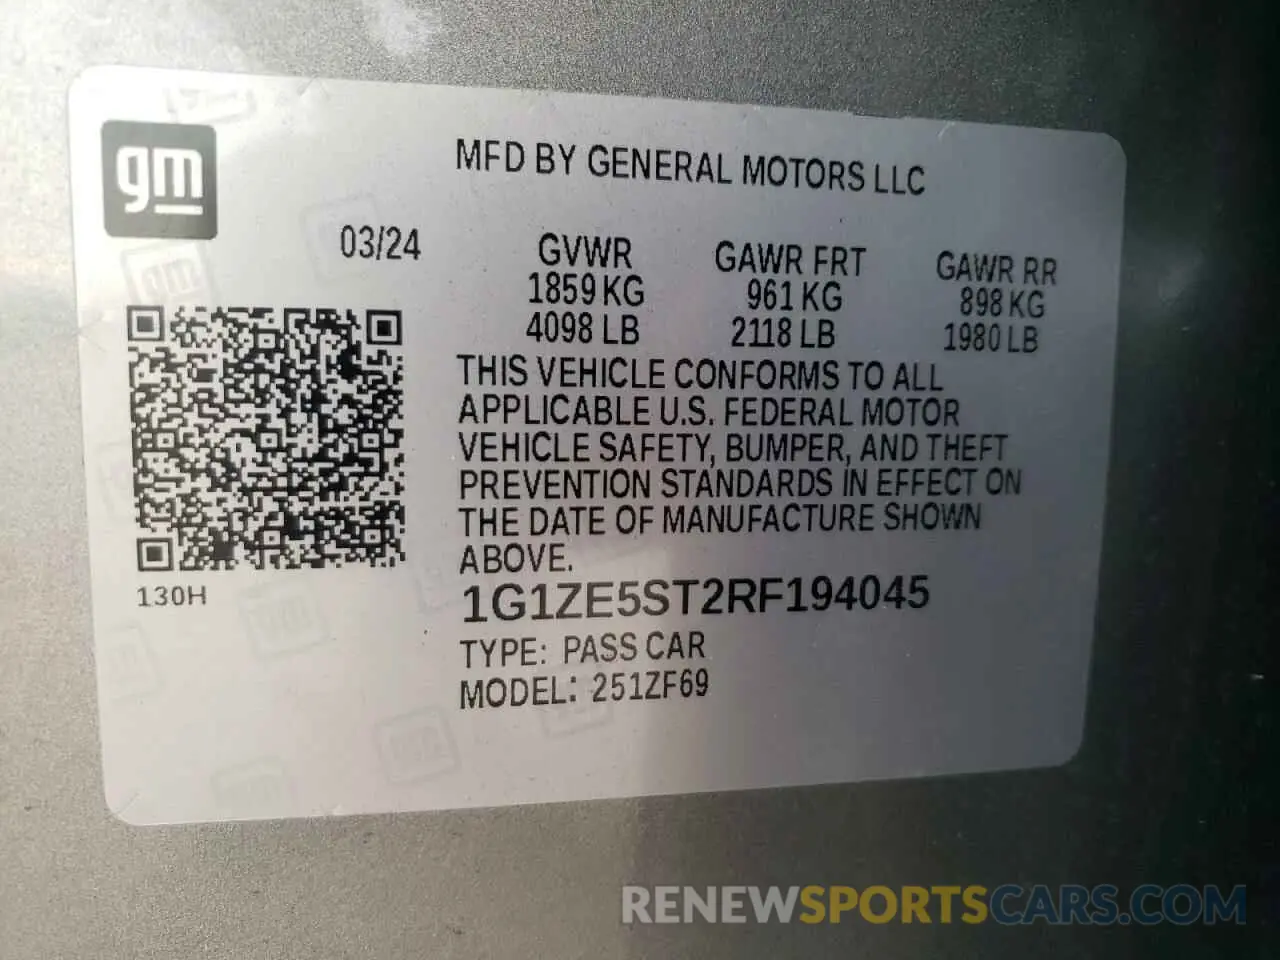 gm
MFD BY GENERAL MOTORS LLC
03/24
GVWR
1859 KG
4098 LB
GAWR FRT
961 KG
2118 LB
GAWR RR
898 KG
1980 LB
THIS VEHICLE CONFORMS TO ALL
APPLICABLE U.S. FEDERAL MOTOR
VEHICLE SAFETY, BUMPER, AND THEFT
PREVENTION STANDARDS IN EFFECT ON
THE DATE OF MANUFACTURE SHOWN
ABOVE.
130H
1G1ZE5ST2RF194045
TYPE: PASS CAR
MODEL: 251ZF69
RENEWSPORTSCARS.COM